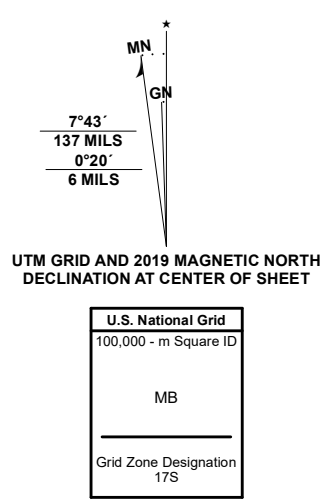 MN
GN
7°43´
137 MILS
0°20´
6 MILS
UTM GRID AND 2019 MAGNETIC NORTH
DECLINATION AT CENTER OF SHEET
U.S. National Grid
100,000 - m Square ID
MB
Grid Zone Designation
17S